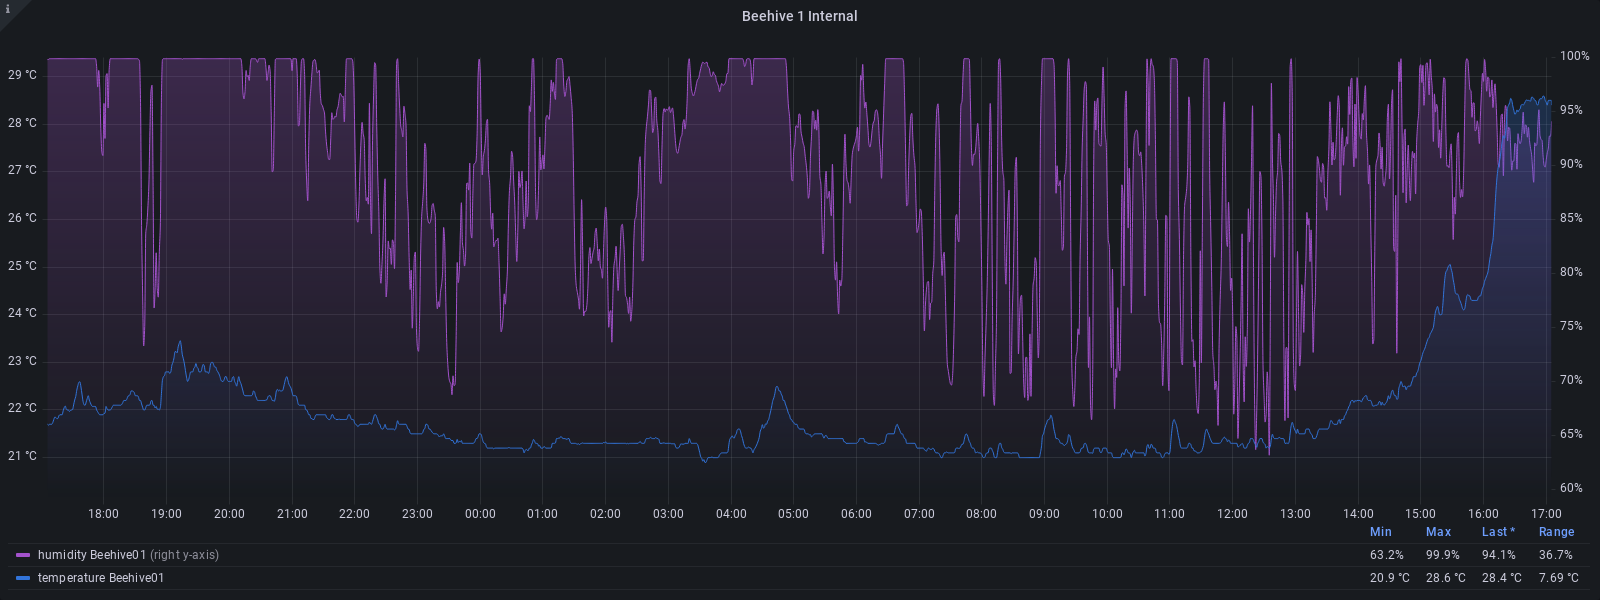 i
Beehive 1 Internal
29 °C
28 °C
27 °C
26 °C
25 °C
24 °C
23 °C
22 °C
21 °C
100%
95%
90%
85%
80%
75%
70%
65%
60%
18:00 19:00 20:00 21:00 22:00 23:00 00:00 01:00 02:00 03:00 04:00 05:00 06:00 07:00 08:00 09:00 10:00 11:00 12:00 13:00 14:00 15:00 16:00 17:00
Min Max Last * Range
humidity Beehive01 (right y-axis) 63.2% 99.9% 94.1% 36.7%
temperature Beehive01 20.9 °C 28.6 °C 28.4 °C 7.69 °C